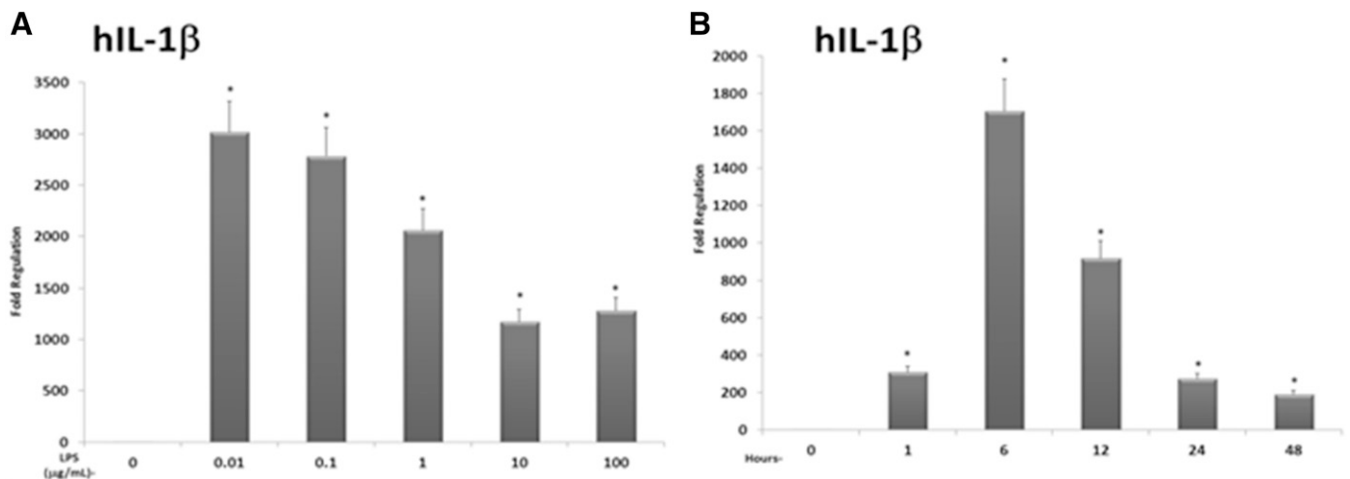 A
hIL-1β
Fold Regulation
3500
3000
2500
2000
1500
1000
500
0
* * * * *
LPS
(µg/mL)-
0 0.01 0.1 1 10 100
B
hIL-1β
Fold Regulation
2000
1800
1600
1400
1200
1000
800
600
400
200
0
* * * * *
Hours- 0 1 6 12 24 48